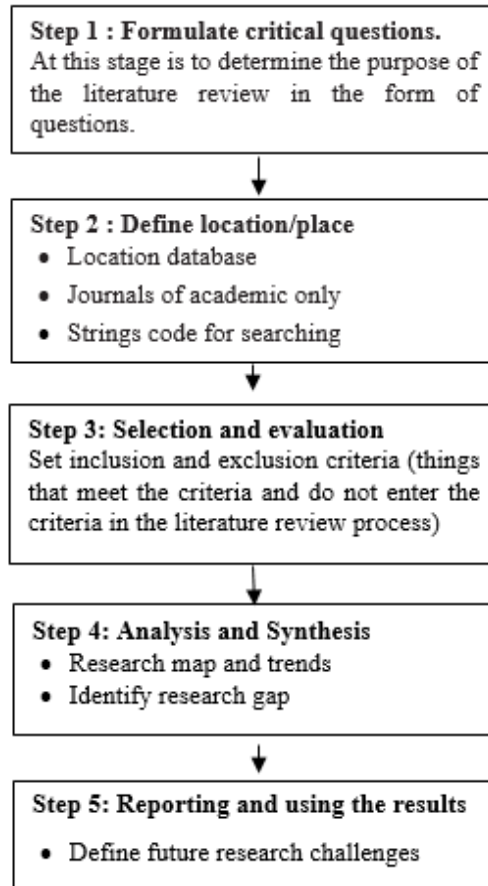 Step 1 : Formulate critical questions.
At this stage is to determine the purpose of
the literature review in the form of
questions.
Step 2 : Define location/place
• Location database
• Journals of academic only
• Strings code for searching
Step 3: Selection and evaluation
Set inclusion and exclusion criteria (things
that meet the criteria and do not enter the
criteria in the literature review process)
Step 4: Analysis and Synthesis
• Research map and trends
• Identify research gap
Step 5: Reporting and using the results
• Define future research challenges